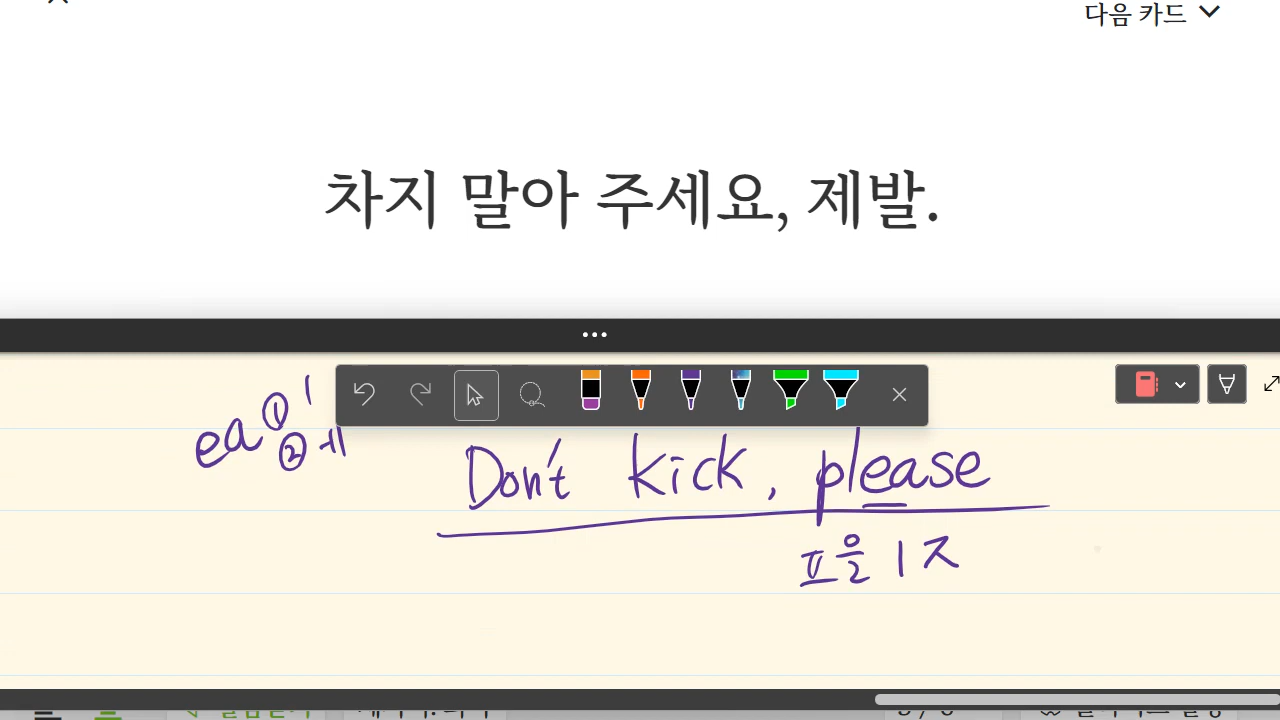 다음 카드
차지 말아 주세요, 제발.
ea ① ㅣ
② ㅔ
Don't kick, please
ㅍ을 ㅣ ㅈ